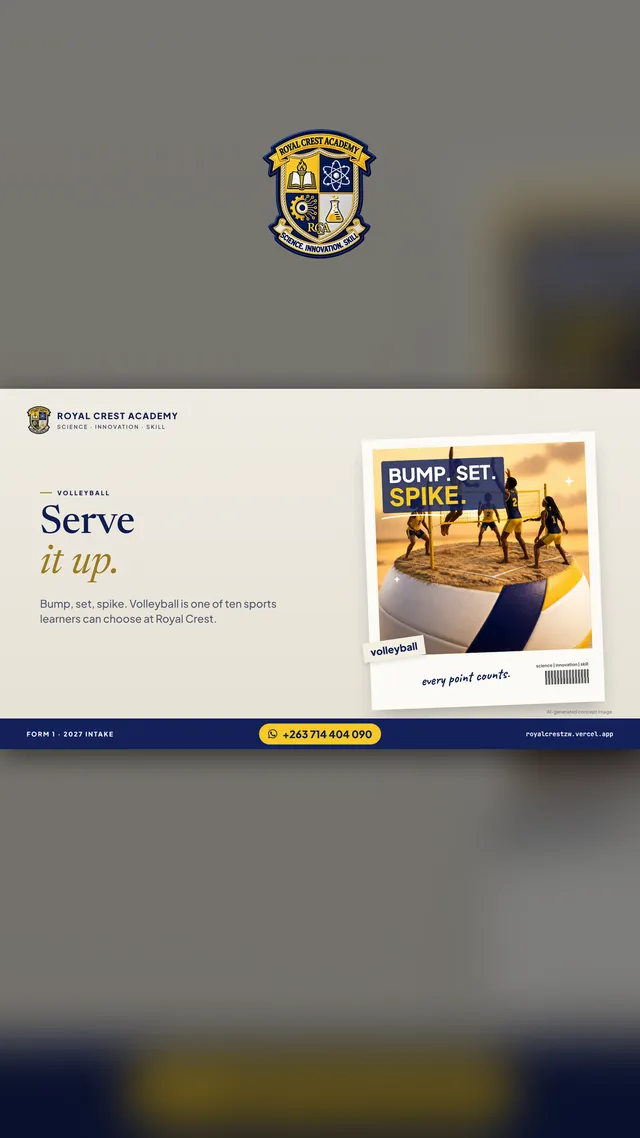 ROYAL CREST ACADEMY
RCA
SCIENCE. INNOVATION. SKILL
ROYAL CREST ACADEMY
SCIENCE · INNOVATION · SKILL
VOLLEYBALL
Serve
it up.
Bump, set, spike. Volleyball is one of ten sports
learners can choose at Royal Crest.
BUMP. SET.
SPIKE.
2
volleyball
every point counts.
science | innovation | skill
AI-generated concept image
FORM 1 · 2027 INTAKE
+263 714 404 090
royalcrestzw.vercel.app